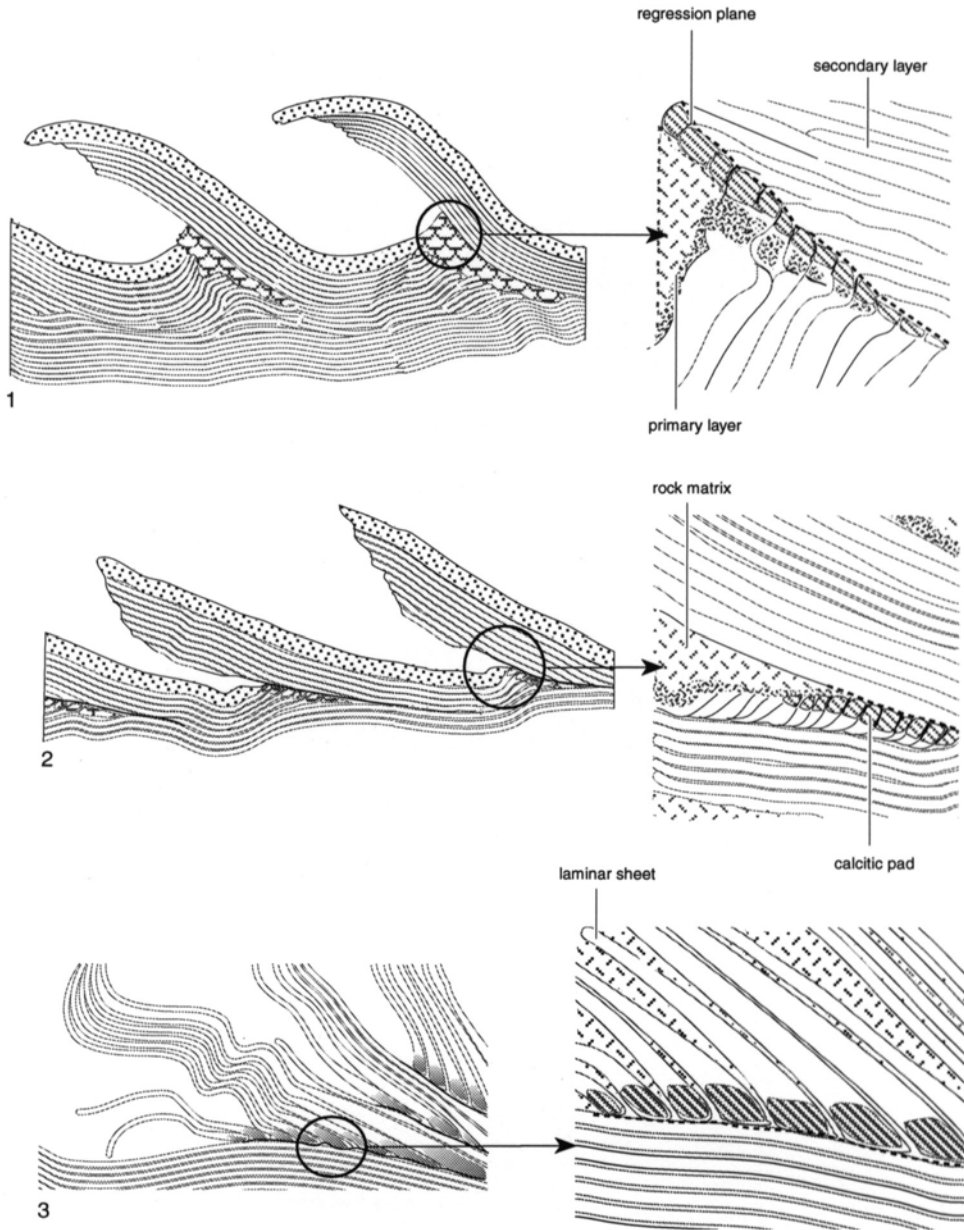 regression plane
secondary layer
1
primary layer
rock matrix
2
calcitic pad
laminar sheet
3